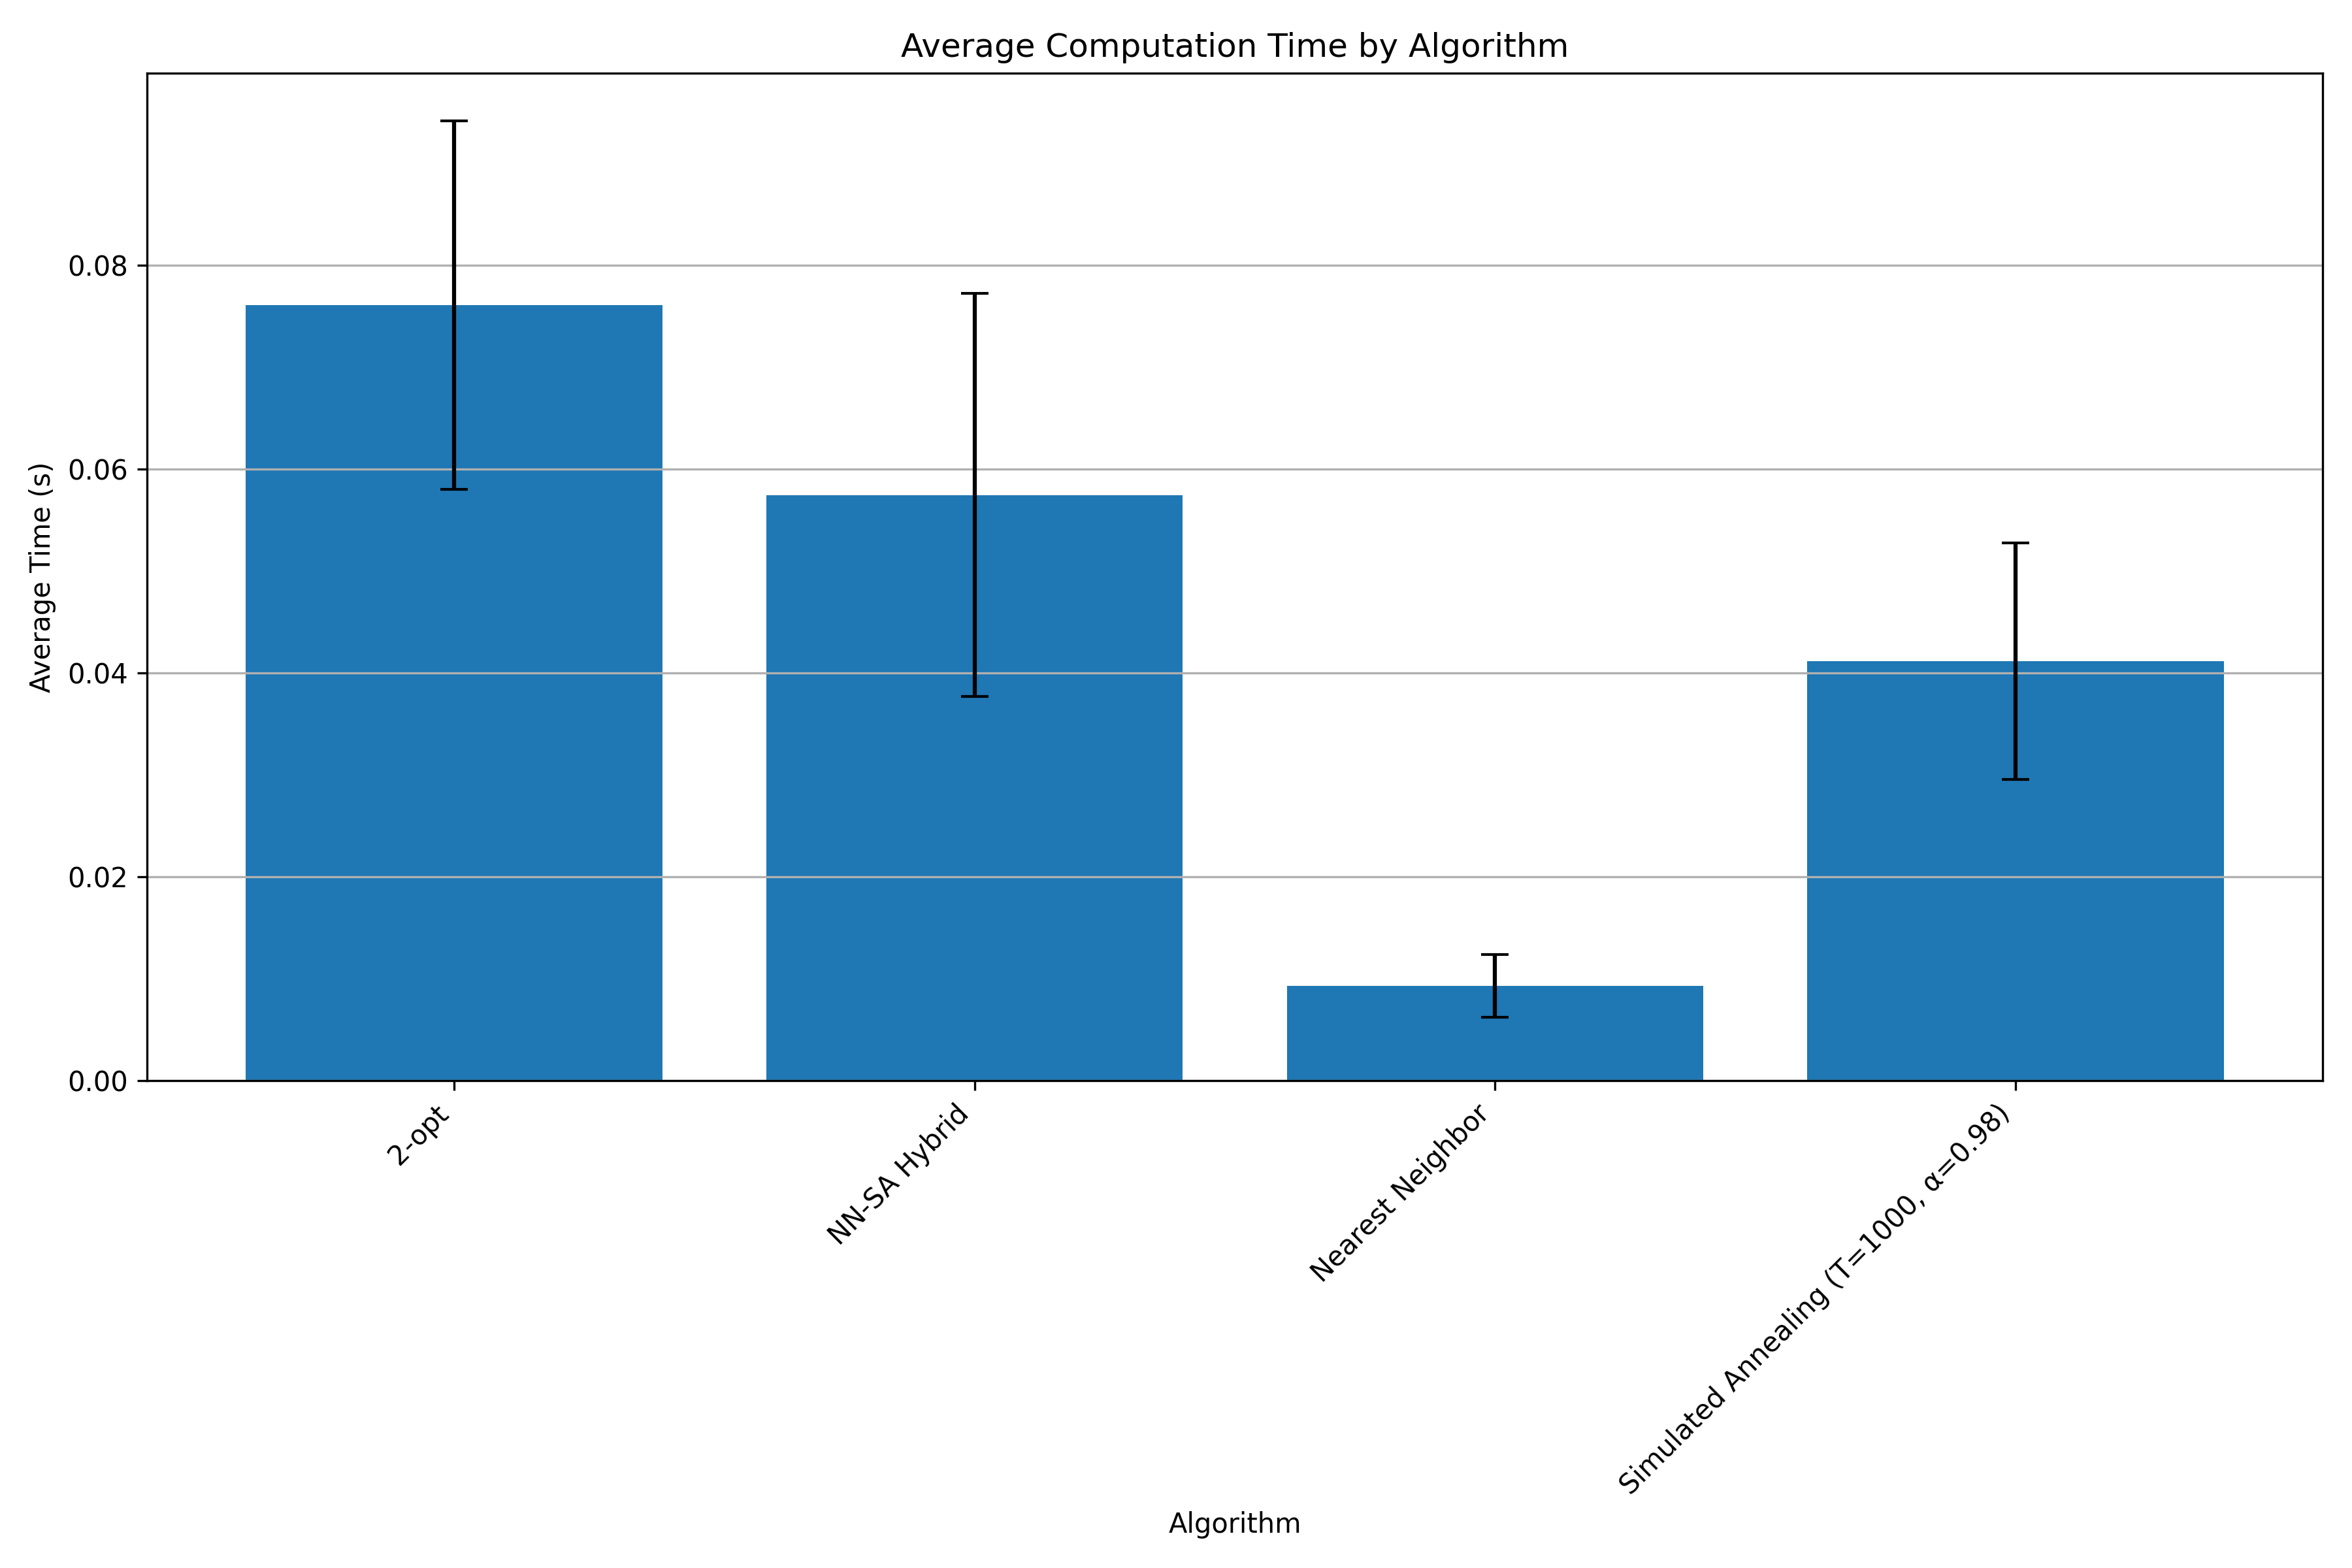 Average Computation Time by Algorithm
Average Time (s)
0.08
0.06
0.04
0.02
0.00
2-opt
NN-SA Hybrid
Nearest Neighbor
Simulated Annealing (T=1000, α=0.98)
Algorithm